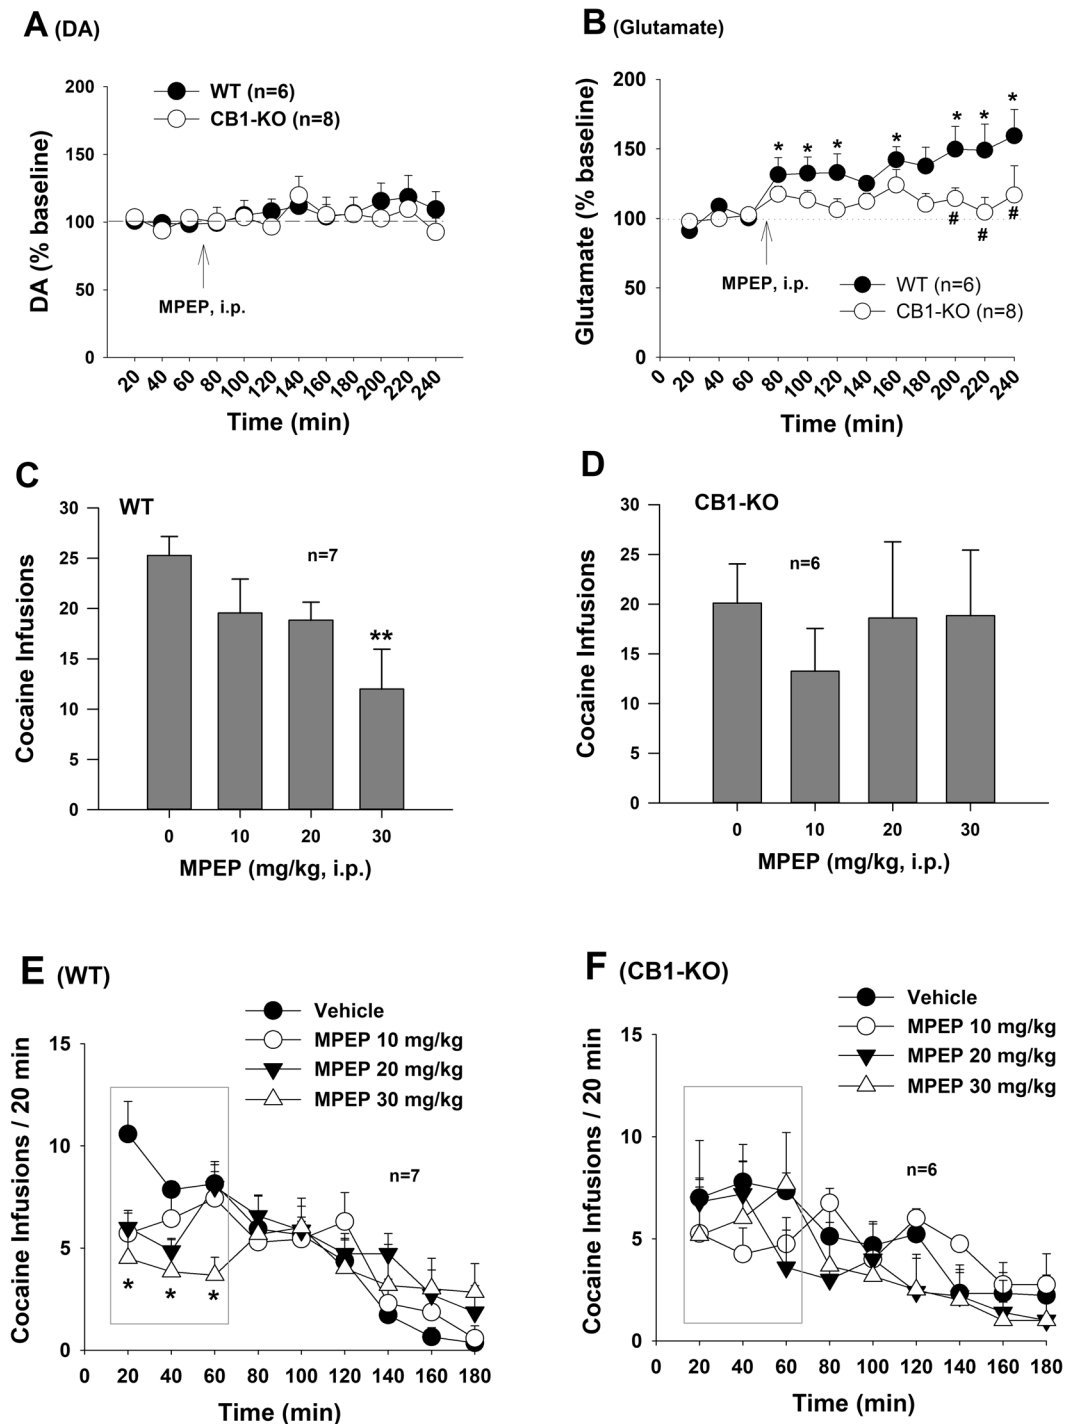 A (DA)
DA (% baseline)
200
150
100
50
0
WT (n=6)
CB1-KO (n=8)
MPEP, i.p.
20 40 60 80 100 120 140 160 180 200 220 240
Time (min)
B (Glutamate)
Glutamate (% baseline)
200
150
100
50
0
* * * * * * *
# # #
MPEP, i.p.
WT (n=6)
CB1-KO (n=8)
0 20 40 60 80 100 120 140 160 180 200 220 240
Time (min)
C
WT
Cocaine Infusions
30
25
20
15
10
5
0
n=7
**
0 10 20 30
MPEP (mg/kg, i.p.)
D
CB1-KO
Cocaine Infusions
30
25
20
15
10
5
0
n=6
0 10 20 30
MPEP (mg/kg, i.p.)
E (WT)
Vehicle
MPEP 10 mg/kg
MPEP 20 mg/kg
MPEP 30 mg/kg
Cocaine Infusions / 20 min
15
10
5
0
n=7
* * *
0 20 40 60 80 100 120 140 160 180
Time (min)
F (CB1-KO)
Vehicle
MPEP 10 mg/kg
MPEP 20 mg/kg
MPEP 30 mg/kg
Cocaine Infusions / 20 min
15
10
5
0
n=6
0 20 40 60 80 100 120 140 160 180
Time (min)